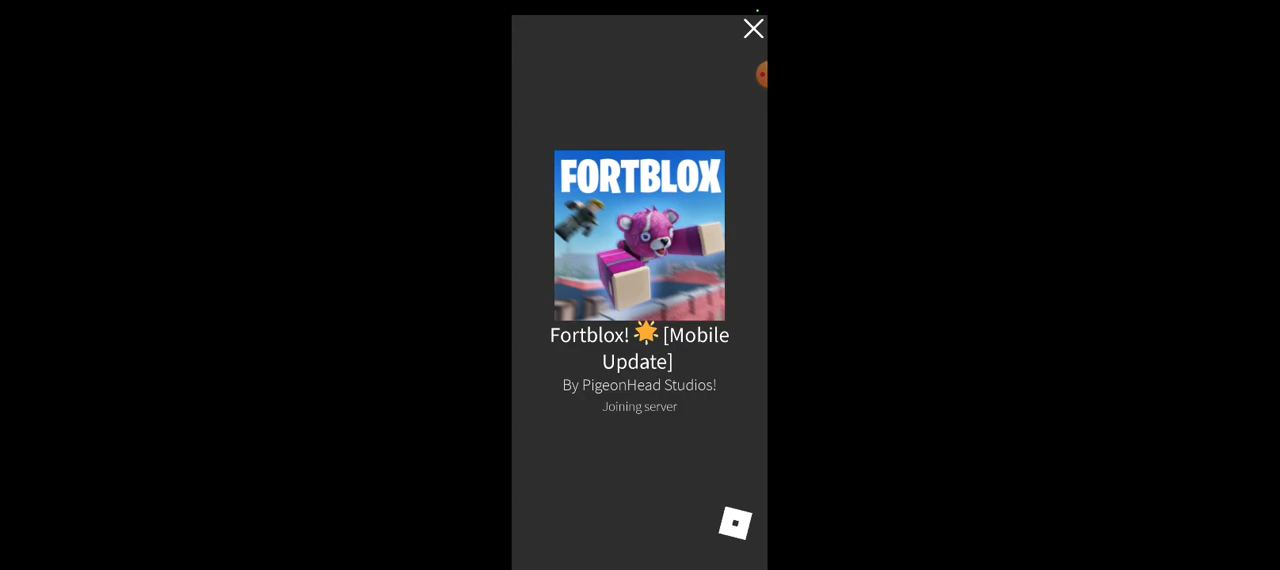 FORTBLOX
Fortblox! 🌟 [Mobile
Update]
By PigeonHead Studios!
Joining server